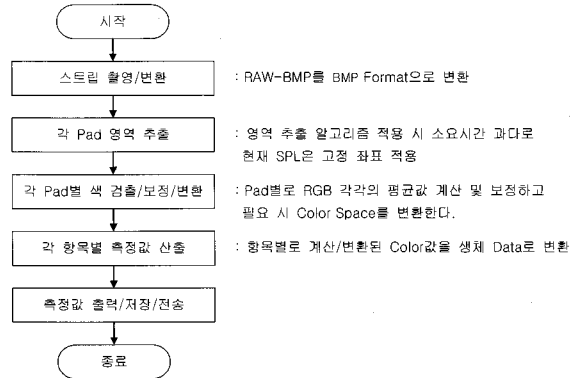 시작
스트립 촬영/변환
: RAW-BMP를 BMP Format으로 변환
각 Pad 영역 추출
: 영역 추출 알고리즘 적용 시 소요시간 과다로
현재 SPL은 고정 좌표 적용
각 Pad별 색 검출/보정/변환
: Pad별로 RGB 각각의 평균값 계산 및 보정하고
필요 시 Color Space를 변환한다.
각 항목별 측정값 산출
: 항목별로 계산/변환된 Color값을 생체 Data로 변환
측정값 출력/저장/전송
종료